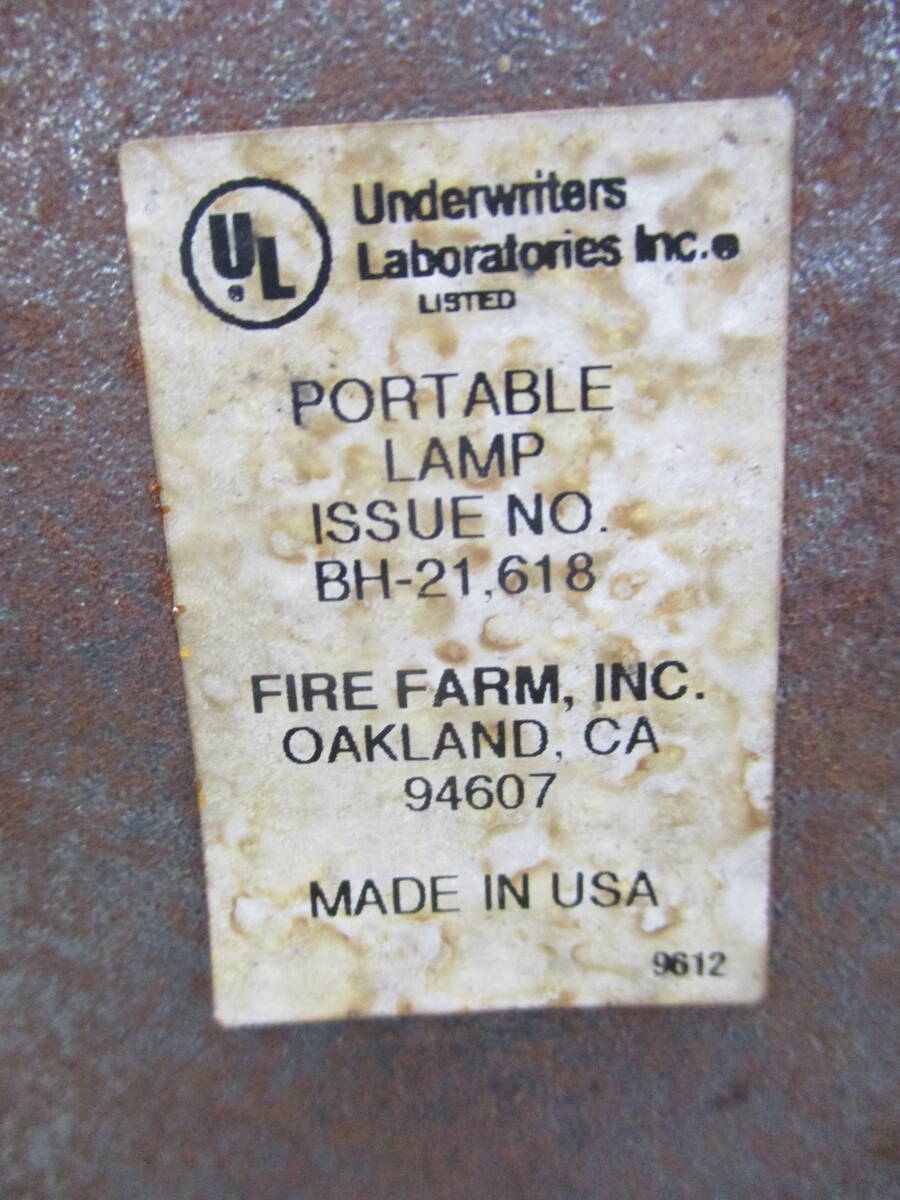 UL®
Underwriters
Laboratories Inc.®
LISTED
PORTABLE
LAMP
ISSUE NO.
BH-21,618
FIRE FARM, INC.
OAKLAND, CA
94607
MADE IN USA
9612